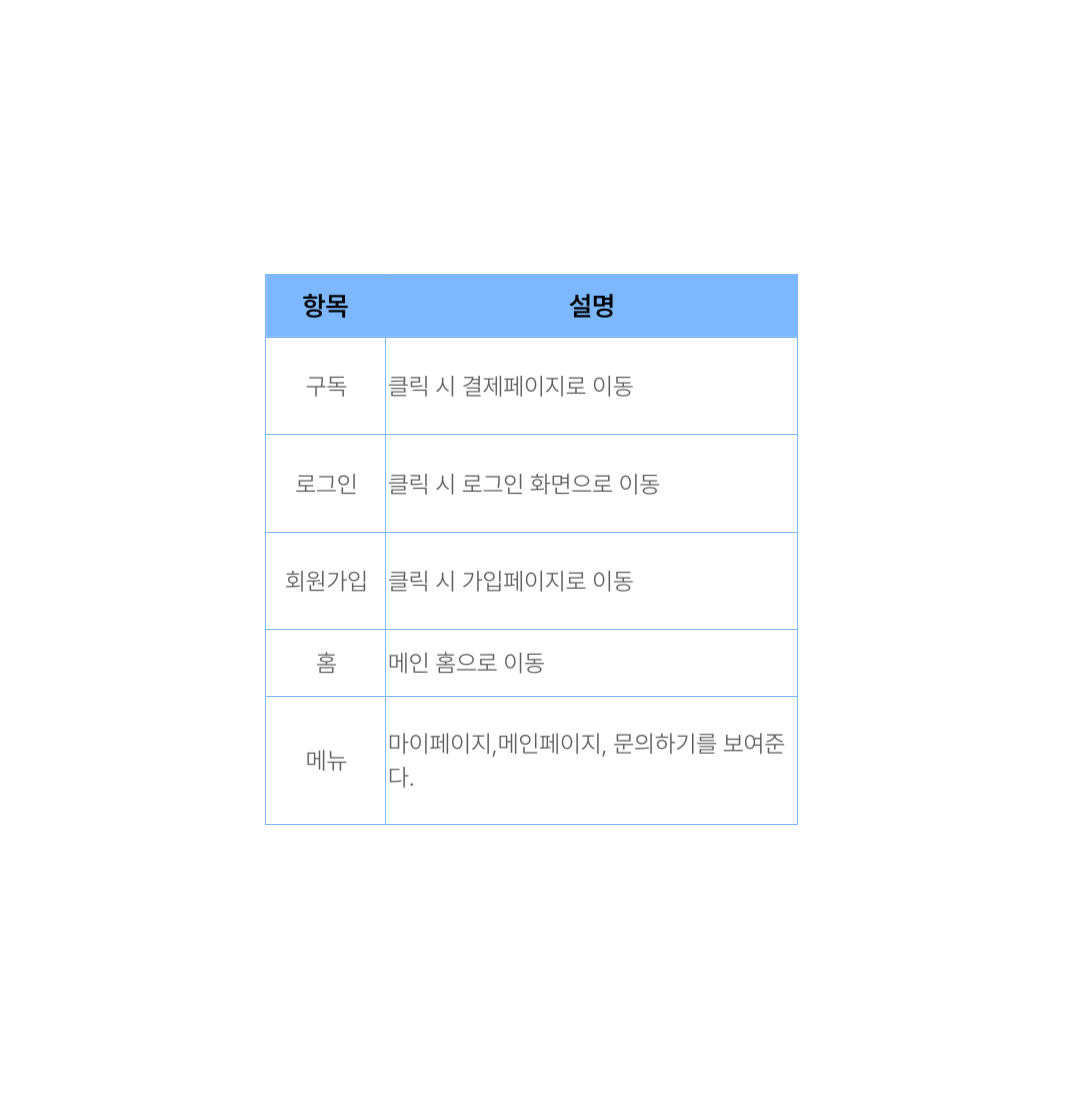 항목 설명
구독 클릭 시 결제페이지로 이동
로그인 클릭 시 로그인 화면으로 이동
회원가입 클릭 시 가입페이지로 이동
홈 메인 홈으로 이동
메뉴 마이페이지,메인페이지, 문의하기를 보여준
다.